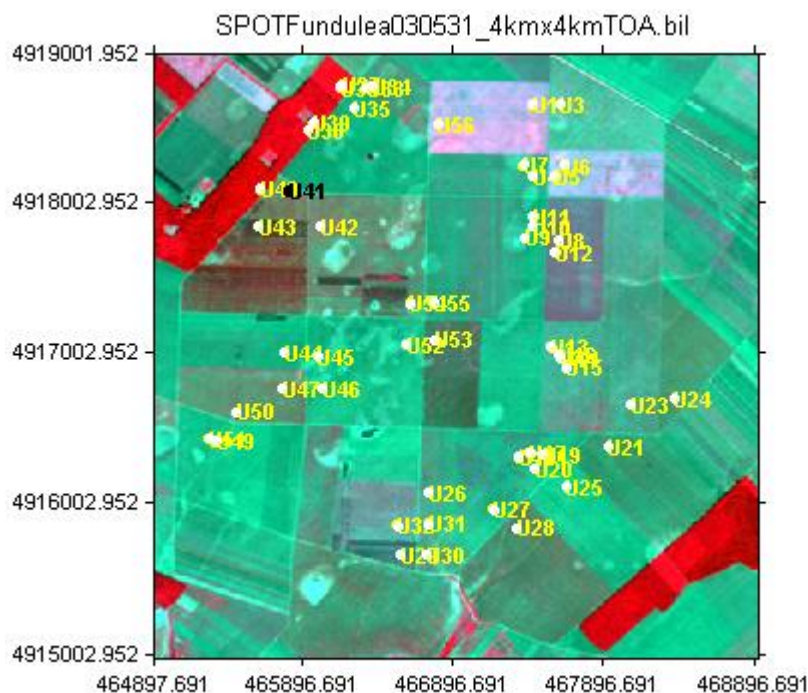 SPOTFundulea030531_4kmx4kmTOA.bil
4919001.952
U35
U56
U1 U3
U7 U6
U5
4918002.952
U41
U43 U42
U11
U10
U9 U8
U12
U55
4917002.952
U52 U53
U44 U45
U13
U15
U47 U46
U50
U23 U24
U49
U21
U19
U20
U26
U25
4916002.952
U27
U31
U28
U30
4915002.952
464897.691 465896.691 466896.691 467896.691 468896.691